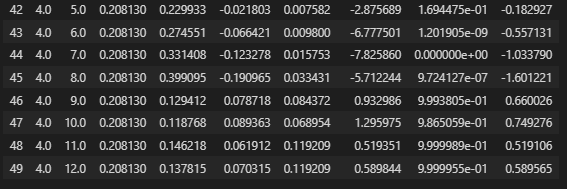 42 4.0 5.0 0.208130 0.229933 -0.021803 0.007582 -2.875689 1.694475e-01 -0.182927
43 4.0 6.0 0.208130 0.274551 -0.066421 0.009800 -6.777501 1.201905e-09 -0.557131
44 4.0 7.0 0.208130 0.331408 -0.123278 0.015753 -7.825860 0.000000e+00 -1.033790
45 4.0 8.0 0.208130 0.399095 -0.190965 0.033431 -5.712244 9.724127e-07 -1.601221
46 4.0 9.0 0.208130 0.129412 0.078718 0.084372 0.932986 9.993805e-01 0.660026
47 4.0 10.0 0.208130 0.118768 0.089363 0.068954 1.295975 9.865059e-01 0.749276
48 4.0 11.0 0.208130 0.146218 0.061912 0.119209 0.519351 9.999989e-01 0.519106
49 4.0 12.0 0.208130 0.137815 0.070315 0.119209 0.589844 9.999955e-01 0.589565